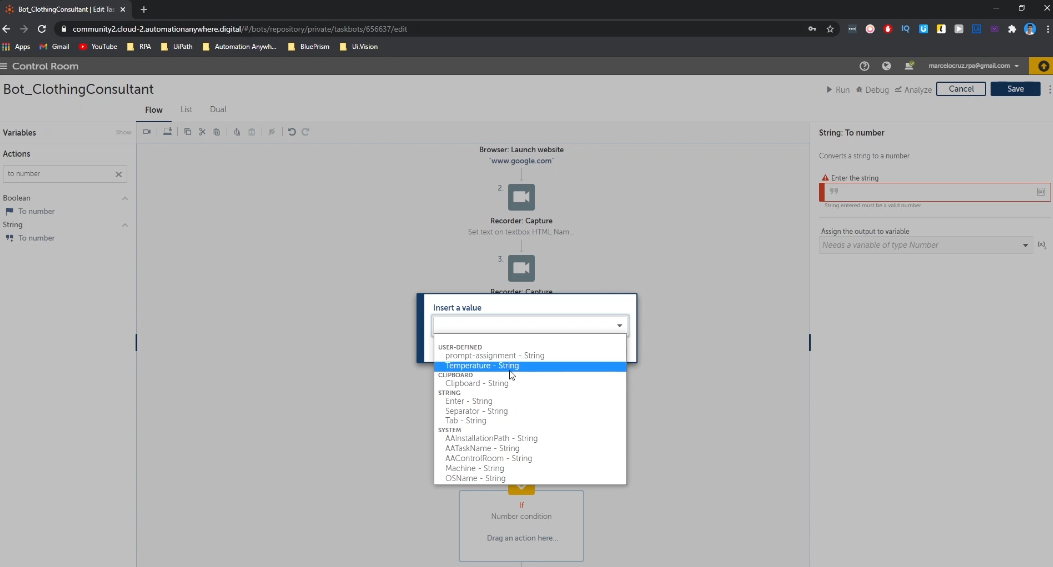 Bot_ClothingConsultant | Edit Tas
community2.cloud-2.automationanywhere.digital/#/bots/repository/private/taskbots/656637/edit
Apps
Gmail
YouTube
RPA
UiPath
Automation Anywh...
BluePrism
UI.Vision
Control Room
marcelocruz.rpa@gmail.com
Bot_ClothingConsultant
Run
Debug
Analyze
Cancel
Save
Flow
List
Dual
Variables
Show
Actions
to number
Boolean
To number
String
To number
Browser: Launch website
"www.google.com"
2.
Recorder: Capture
Set text on textbox HTML Nam...
3.
Recorder: Capture
Insert a value
USER-DEFINED
prompt-assignment - String
Temperature - String
CLIPBOARD
Clipboard - String
STRING
Enter - String
Separator - String
Tab - String
SYSTEM
AAInstallationPath - String
AATaskName - String
AAControlRoom - String
Machine - String
OSName - String
If
Number condition
Drag an action here...
String: To number
Converts a string to a number
Enter the string
String entered must be a valid number
Assign the output to variable
Needs a variable of type Number
(x)